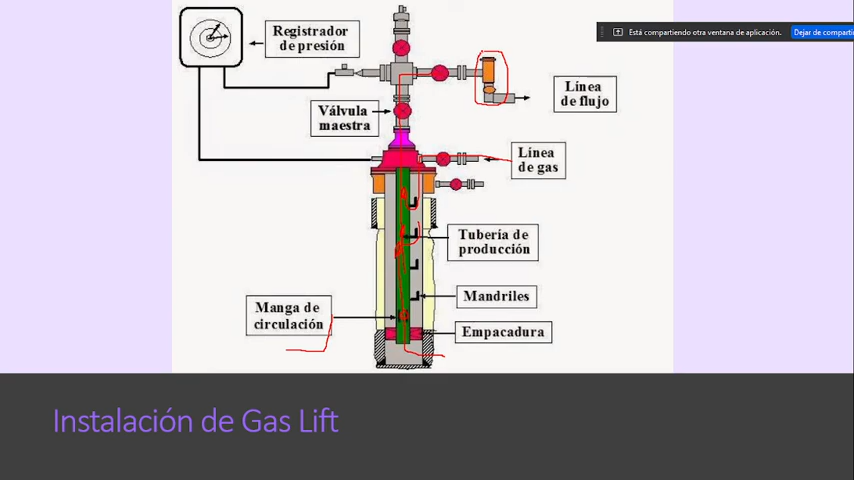 Registrador
de presión
Está compartiendo otra ventana de aplicación.
Dejar de comparti
Línea
de flujo
Válvula
maestra
Línea
de gas
Tubería de
producción
Mandriles
Manga de
circulación
Empacadura
Instalación de Gas Lift